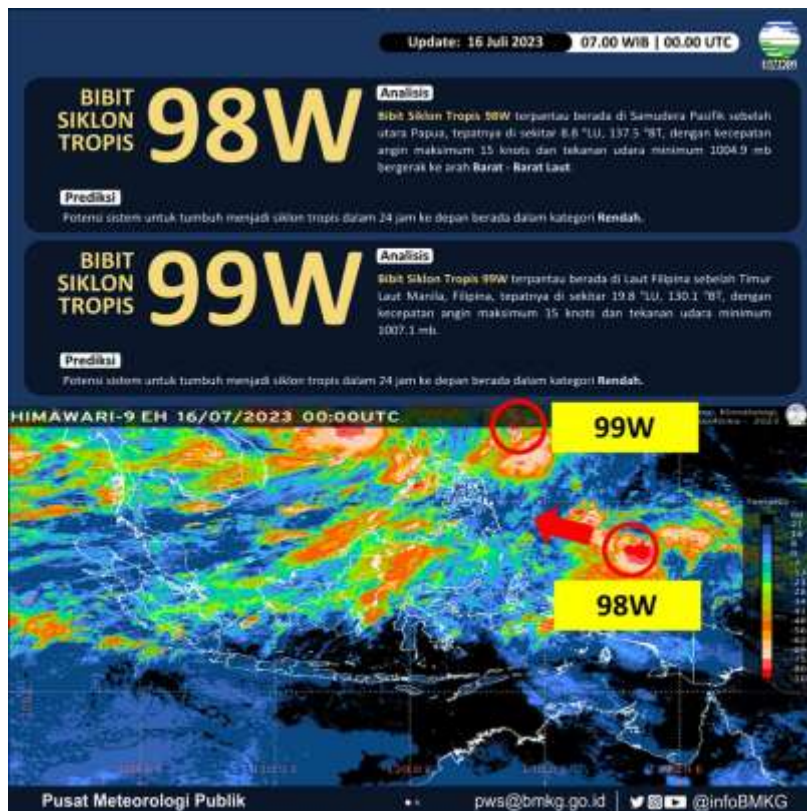 Update: 16 Juli 2023 07.00 WIB | 00.00 UTC
BIBIT
SIKLON
TROPIS
98W
Analisis
Bibit Siklon Tropis 98W terpantau berada di Samudera Pasifik sebelah
utara Papua, tepatnya di sekitar 8.8 °LU, 137.5 °BT, dengan kecepatan
angin maksimum 15 knots dan tekanan udara minimum 1004.9 mb
bergerak ke arah Barat - Barat Laut.
Prediksi
Potensi sistem untuk tumbuh menjadi siklon tropis dalam 24 jam ke depan berada dalam kategori Rendah.
BIBIT
SIKLON
TROPIS
99W
Analisis
Bibit Siklon Tropis 99W terpantau berada di Laut Filipina sebelah Timur
Laut Manila, Filipina, tepatnya di sekitar 19.8 °LU, 130.1 °BT, dengan
kecepatan angin maksimum 15 knots dan tekanan udara minimum
1007.1 mb.
Prediksi
Potensi sistem untuk tumbuh menjadi siklon tropis dalam 24 jam ke depan berada dalam kategori Rendah.
HIMAWARI-9 EH 16/07/2023 00:00UTC
99W
98W
Pusat Meteorologi Publik
pws@bmkg.go.id | @infoBMKG